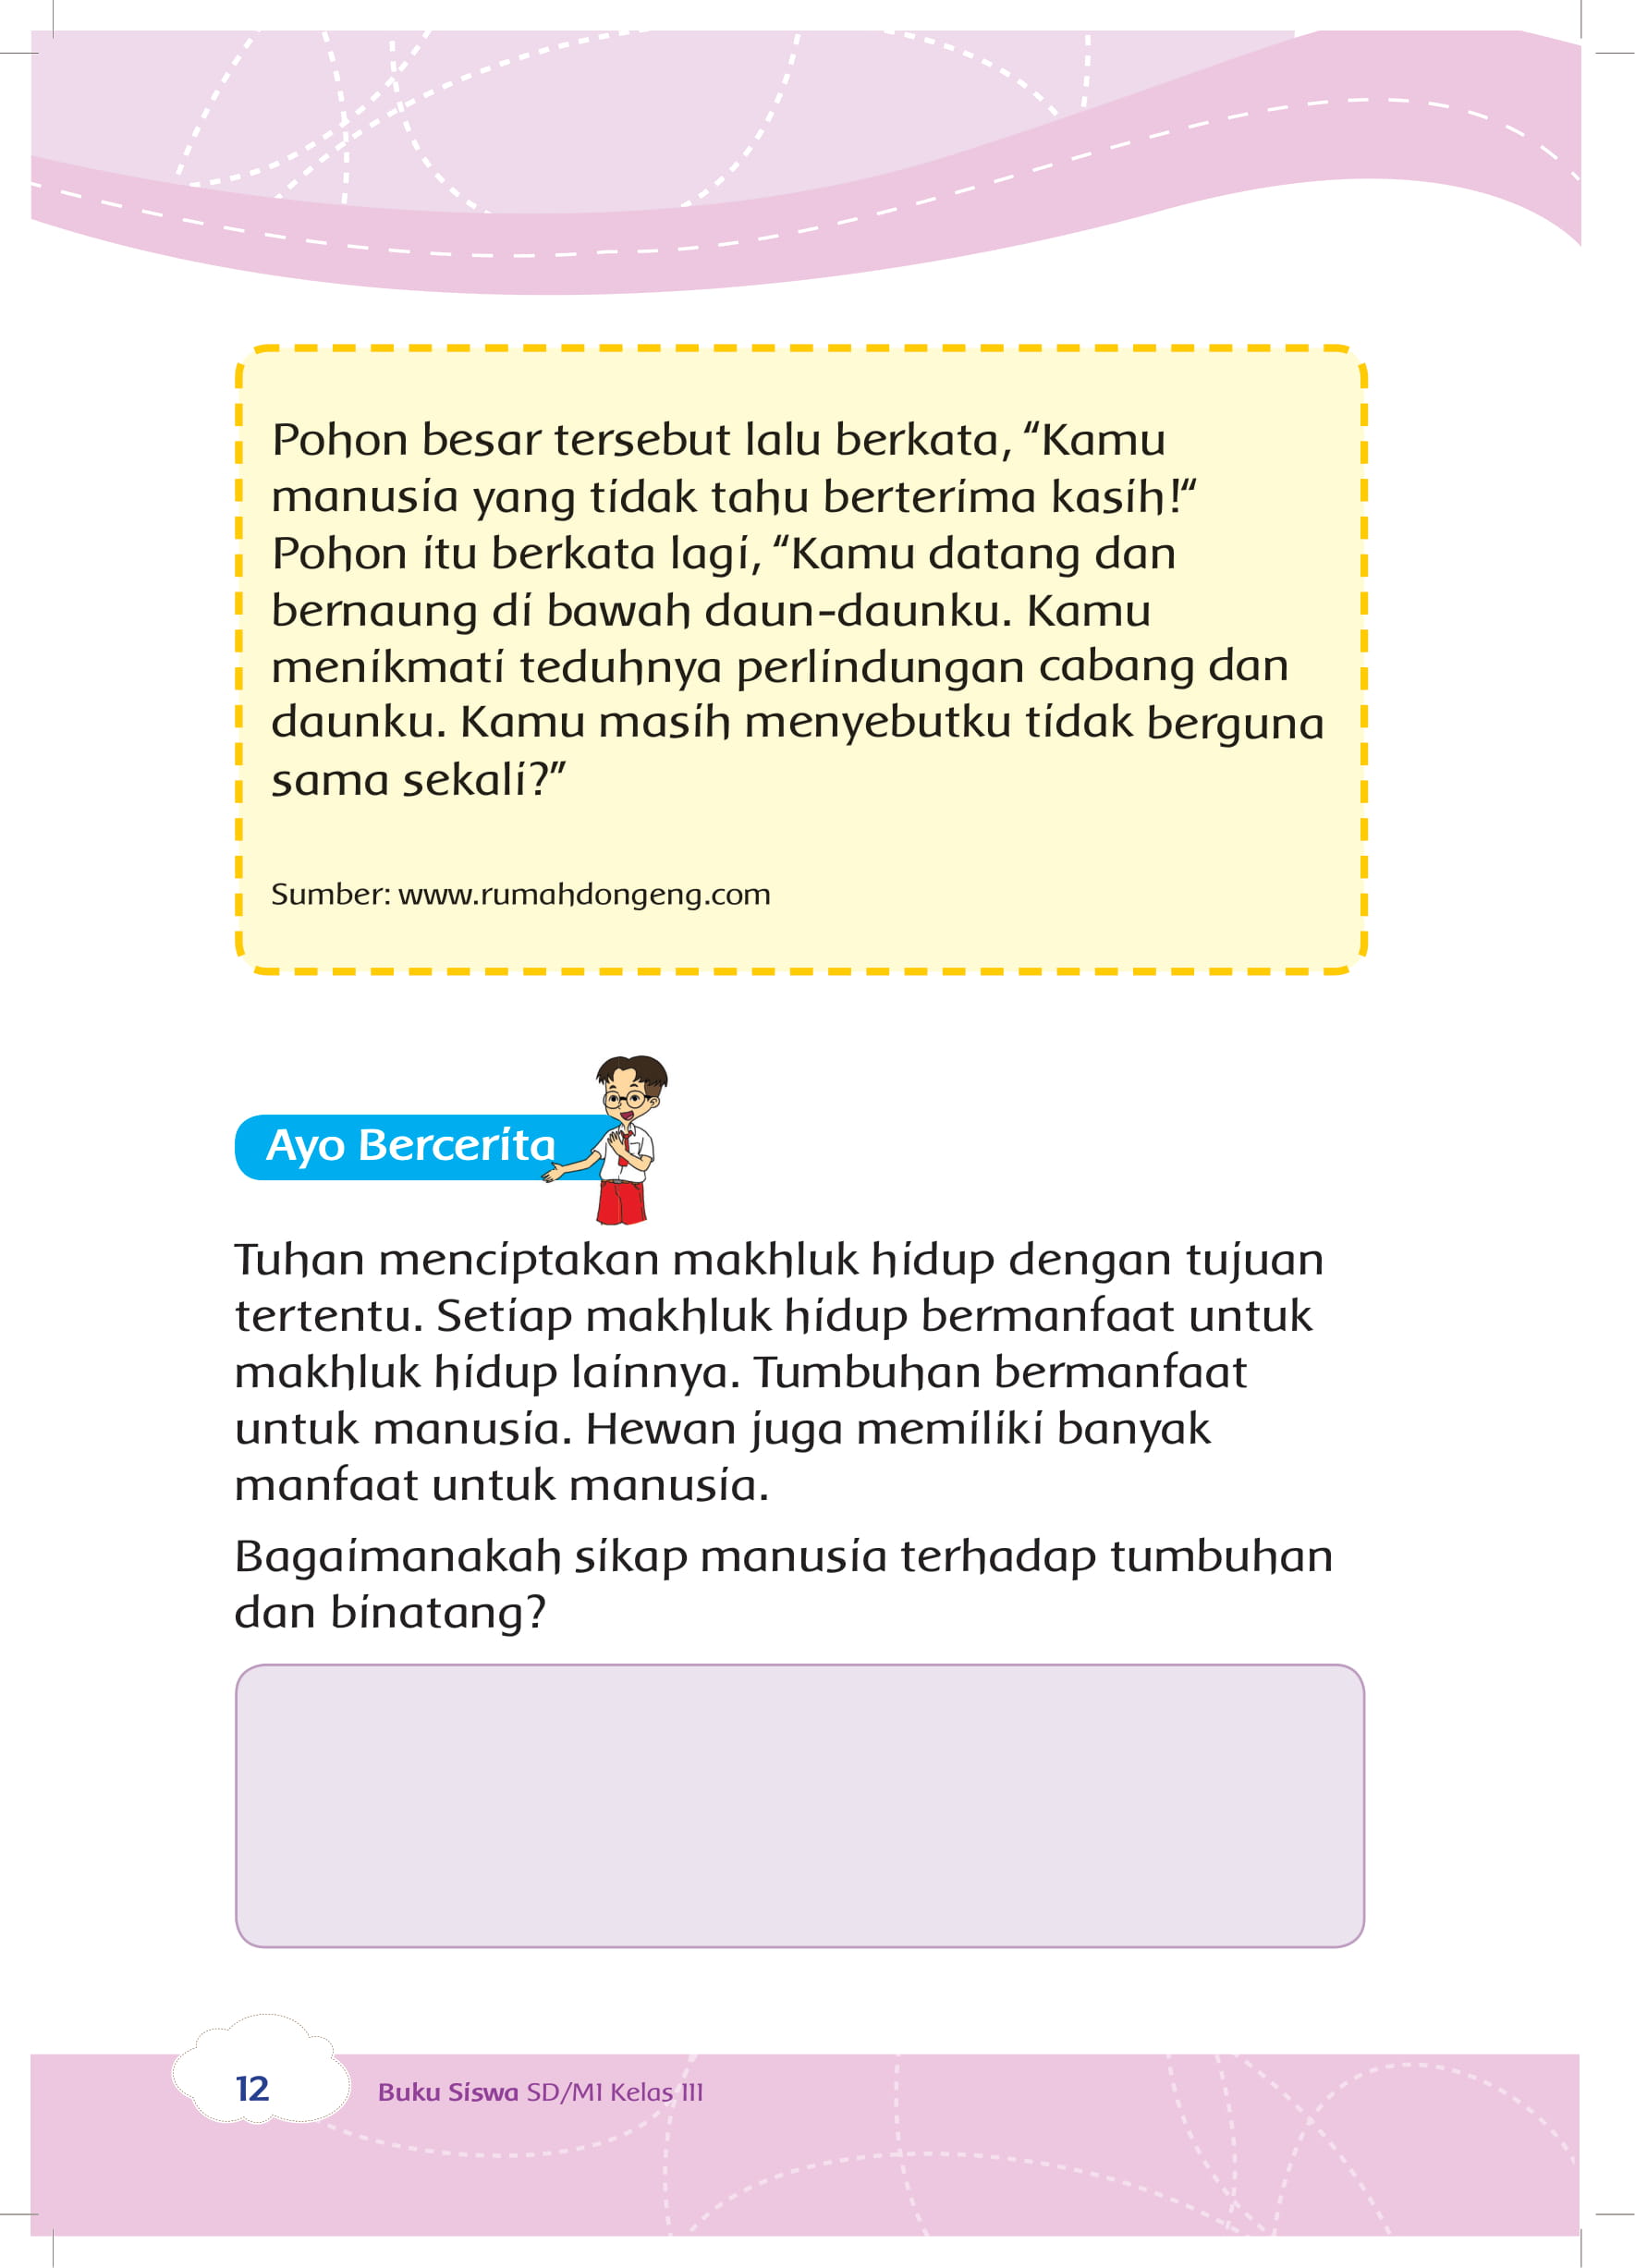 Pohon besar tersebut lalu berkata, “Kamu
manusia yang tidak tahu berterima kasih!“
Pohon itu berkata lagi, “Kamu datang dan
bernaung di bawah daun-daunku. Kamu
menikmati teduhnya perlindungan cabang dan
daunku. Kamu masih menyebutku tidak berguna
sama sekali?”
Sumber: www.rumahdongeng.com
Ayo Bercerita
Tuhan menciptakan makhluk hidup dengan tujuan
tertentu. Setiap makhluk hidup bermanfaat untuk
makhluk hidup lainnya. Tumbuhan bermanfaat
untuk manusia. Hewan juga memiliki banyak
manfaat untuk manusia.
Bagaimanakah sikap manusia terhadap tumbuhan
dan binatang?
12
Buku Siswa SD/MI Kelas III